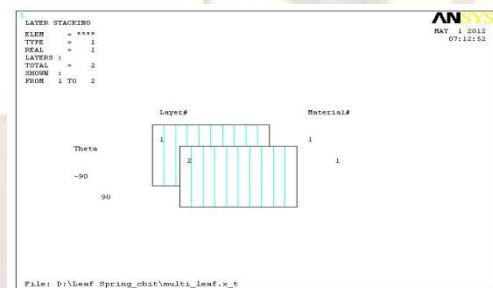 1
LAYER STACKING
ANSYS
ELEM = ****
MAY 1 2012
TYPE = 1
07:12:52
REAL = 1
LAYERS :
TOTAL = 2
SHOWN :
FROM 1 TO 2
Layer# Material#
1 1
Theta 2 1
-90
90
File: D:\Leaf Spring_cbit\multi_leaf.x_t